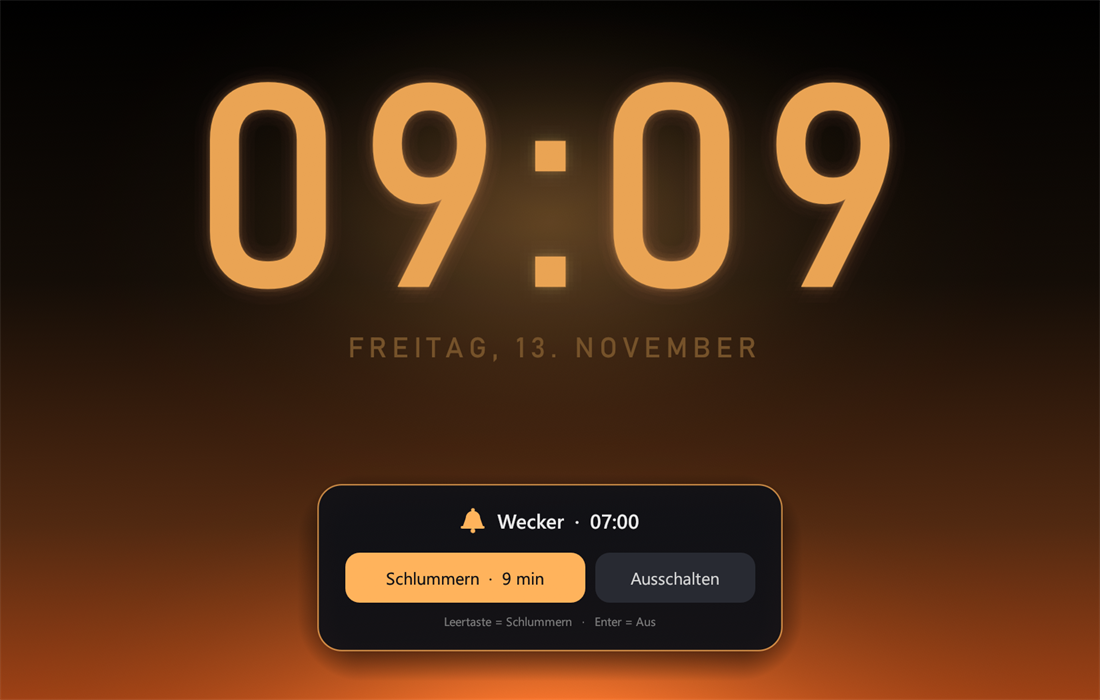 09:09
FREITAG, 13. NOVEMBER
Wecker · 07:00
Schlummern · 9 min
Ausschalten
Leertaste = Schlummern · Enter = Aus